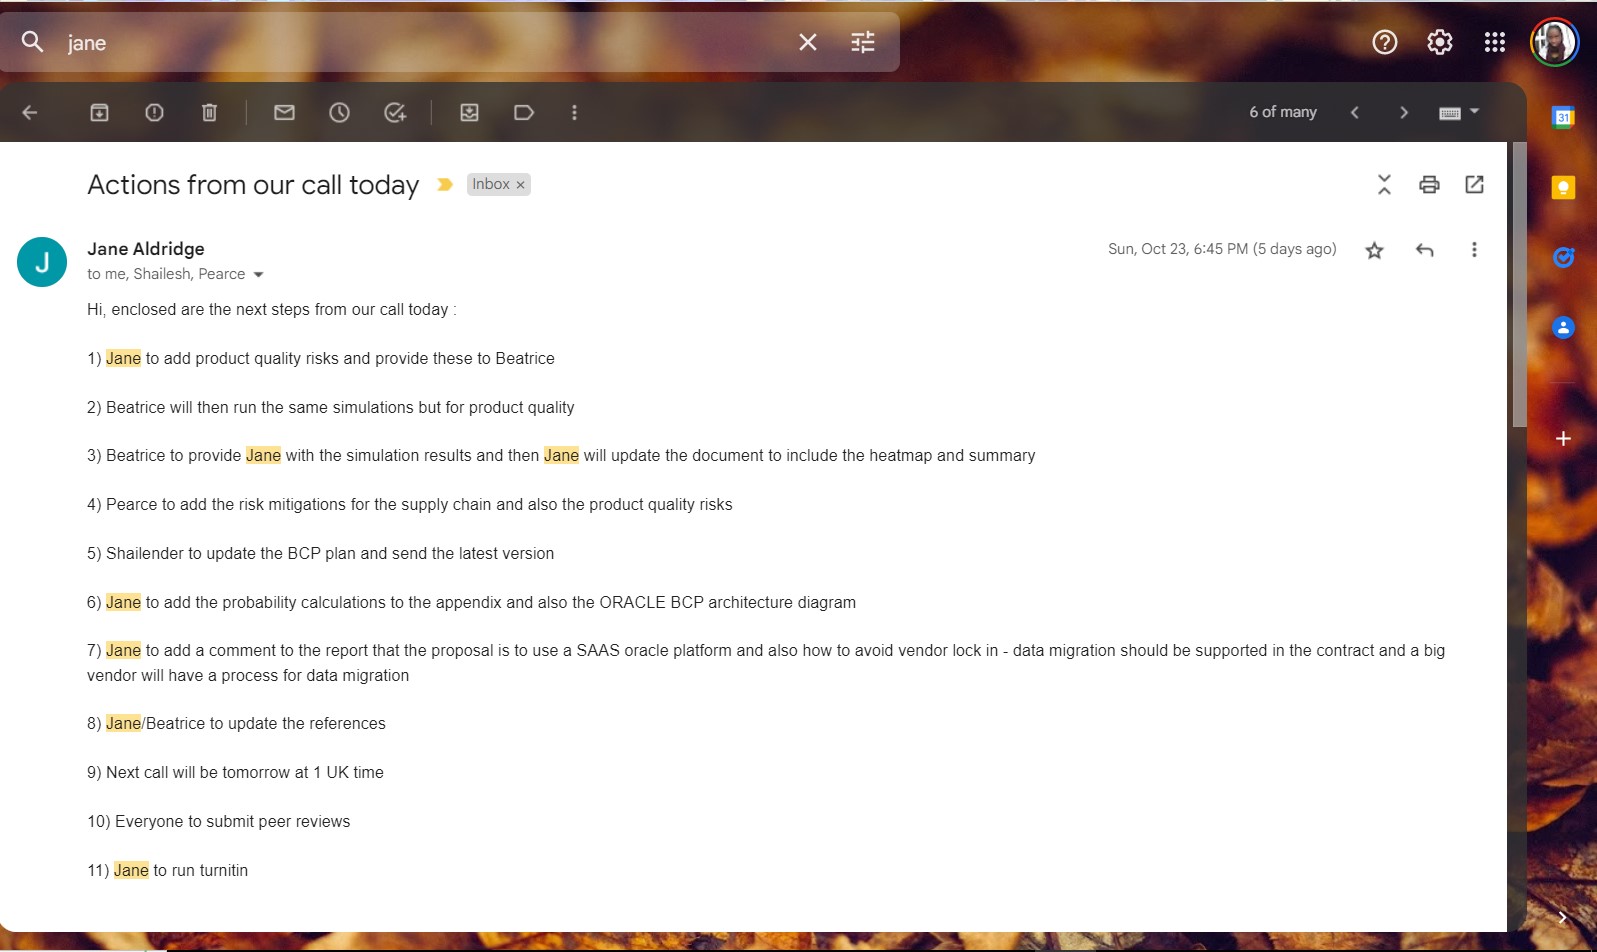 jane
6 of many
31
Actions from our call today
Inbox ×
J
Jane Aldridge
Sun, Oct 23, 6:45 PM (5 days ago)
to me, Shailesh, Pearce
Hi, enclosed are the next steps from our call today :
1) Jane to add product quality risks and provide these to Beatrice
2) Beatrice will then run the same simulations but for product quality
3) Beatrice to provide Jane with the simulation results and then Jane will update the document to include the heatmap and summary
4) Pearce to add the risk mitigations for the supply chain and also the product quality risks
5) Shailender to update the BCP plan and send the latest version
6) Jane to add the probability calculations to the appendix and also the ORACLE BCP architecture diagram
7) Jane to add a comment to the report that the proposal is to use a SAAS oracle platform and also how to avoid vendor lock in - data migration should be supported in the contract and a big
vendor will have a process for data migration
8) Jane/Beatrice to update the references
9) Next call will be tomorrow at 1 UK time
10) Everyone to submit peer reviews
11) Jane to run turnitin